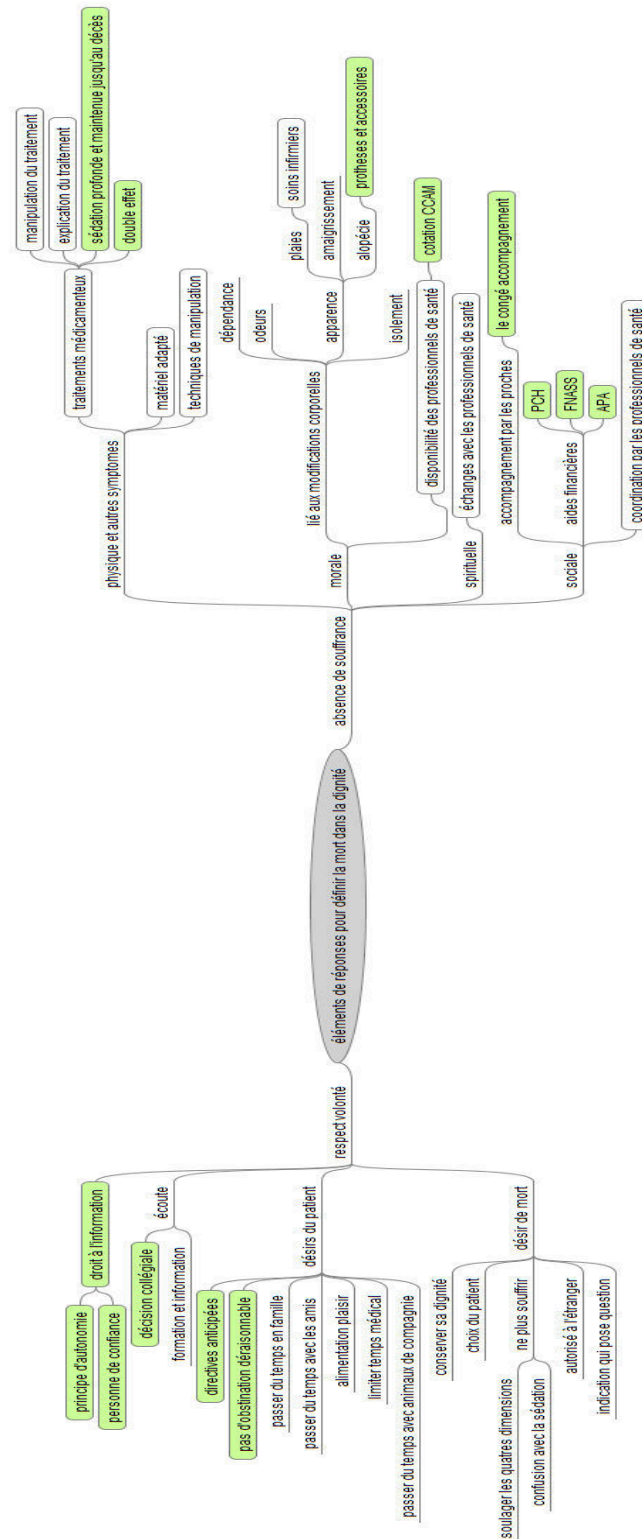 principe d'autonomie
personne de confiance
droit à l'information
décision collégiale
formation et information
écoute
directives anticipées
pas d'obstination déraisonnable
passer du temps en famille
passer du temps avec les amis
alimentation plaisir
limiter temps médical
passer du temps avec animaux de compagnie
désirs du patient
conserver sa dignité
choix du patient
soulager les quatres dimensions
confusion avec la sédation
ne plus souffrir
autorisé à l'étranger
indication qui pose question
désir de mort
respect volonté
éléments de réponses pour définir la mort dans la dignité
absence de souffrance
physique et autres symptomes
traitements médicamenteux
manipulation du traitement
explication du traitement
sédation profonde et maintenue jusqu'au décès
double effet
matériel adapté
techniques de manipulation
morale
lié aux modifications corporelles
dépendance
odeurs
apparence
plaies
soins infirmiers
amaigrissement
alopécie
protheses et accessoires
isolement
disponibilité des professionnels de santé
cotation CCAM
spirituelle
échanges avec les professionnels de santé
sociale
accompagnement par les proches
le congé accompagnement
aides financières
PCH
FNASS
APA
coordination par les professionnels de santé